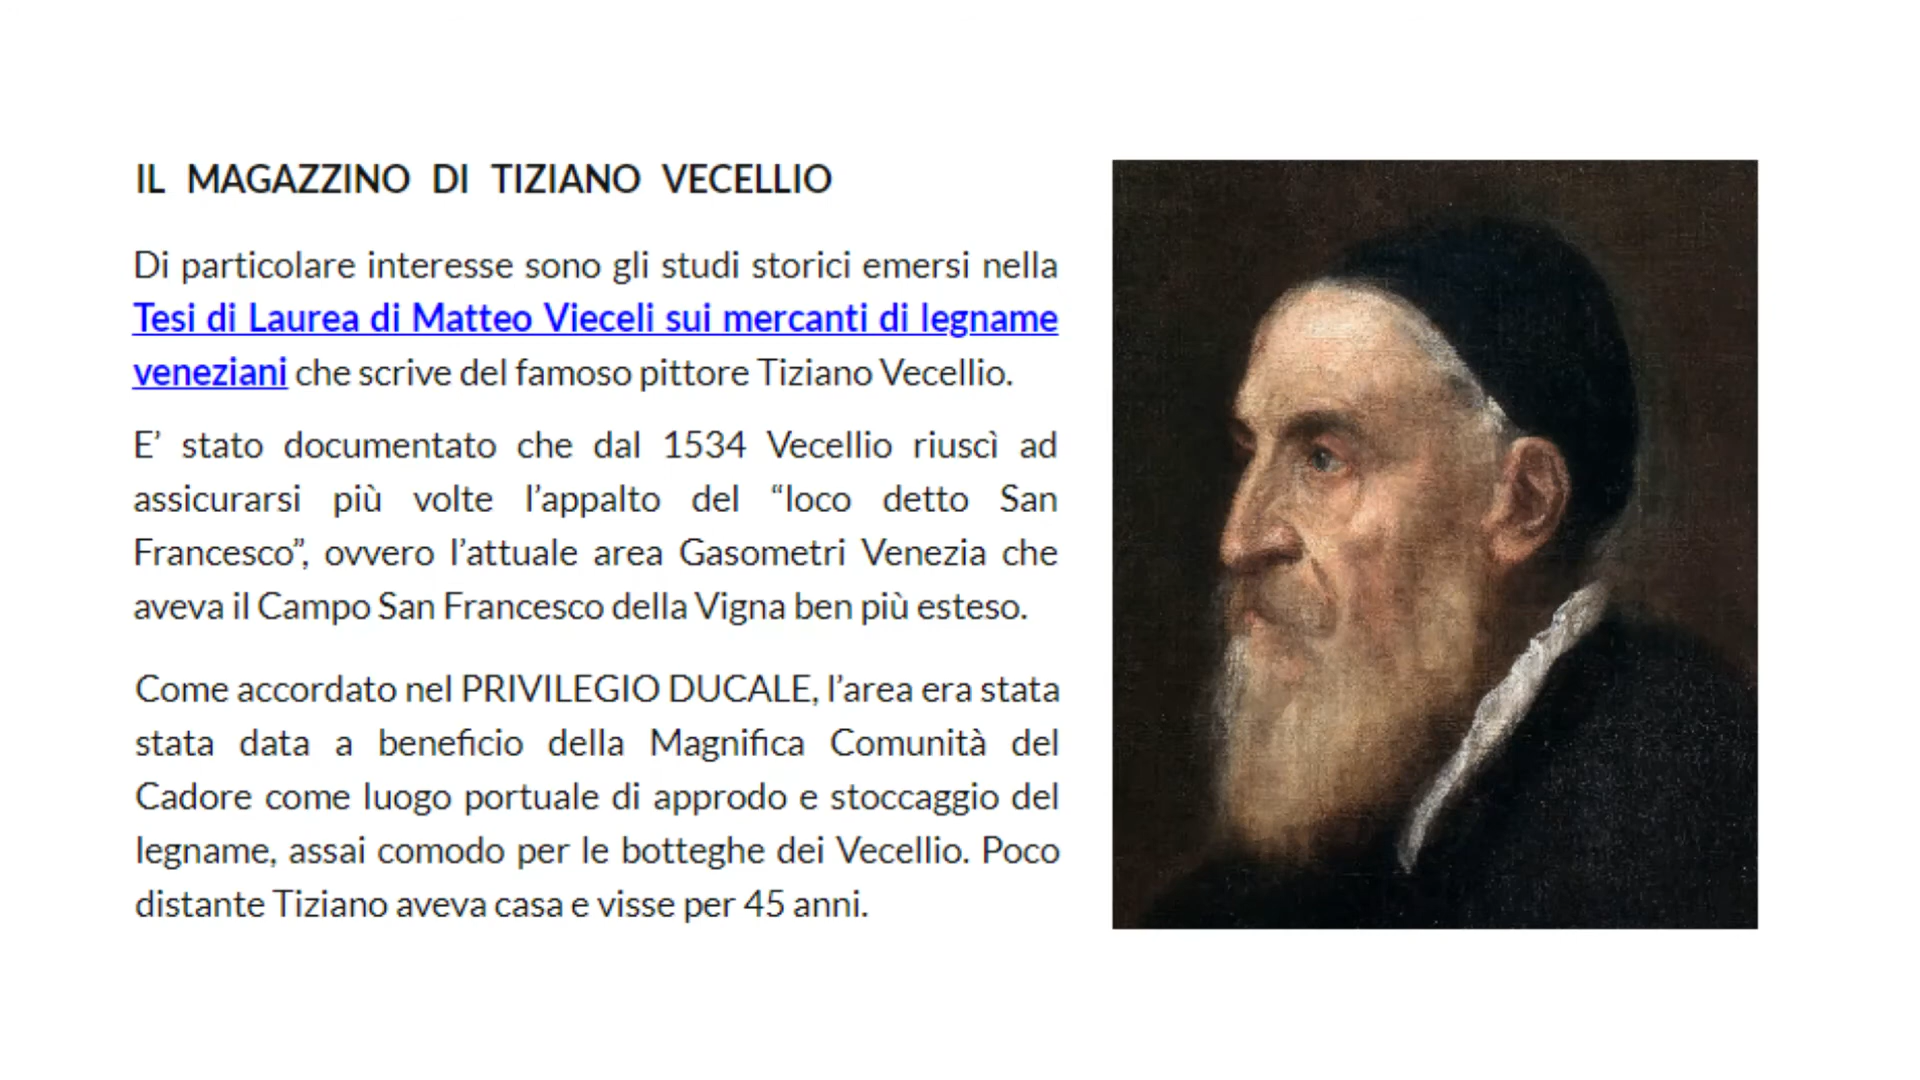 IL MAGAZZINO DI TIZIANO VECELLIO
Di particolare interesse sono gli studi storici emersi nella
Tesi di Laurea di Matteo Vieceli sui mercanti di legname
veneziani che scrive del famoso pittore Tiziano Vecellio.
E’ stato documentato che dal 1534 Vecellio riuscì ad
assicurarsi più volte l’appalto del “loco detto San
Francesco”, ovvero l’attuale area Gasometri Venezia che
aveva il Campo San Francesco della Vigna ben più esteso.
Come accordato nel PRIVILEGIO DUCALE, l’area era stata
stata data a beneficio della Magnifica Comunità del
Cadore come luogo portuale di approdo e stoccaggio del
legname, assai comodo per le botteghe dei Vecellio. Poco
distante Tiziano aveva casa e visse per 45 anni.